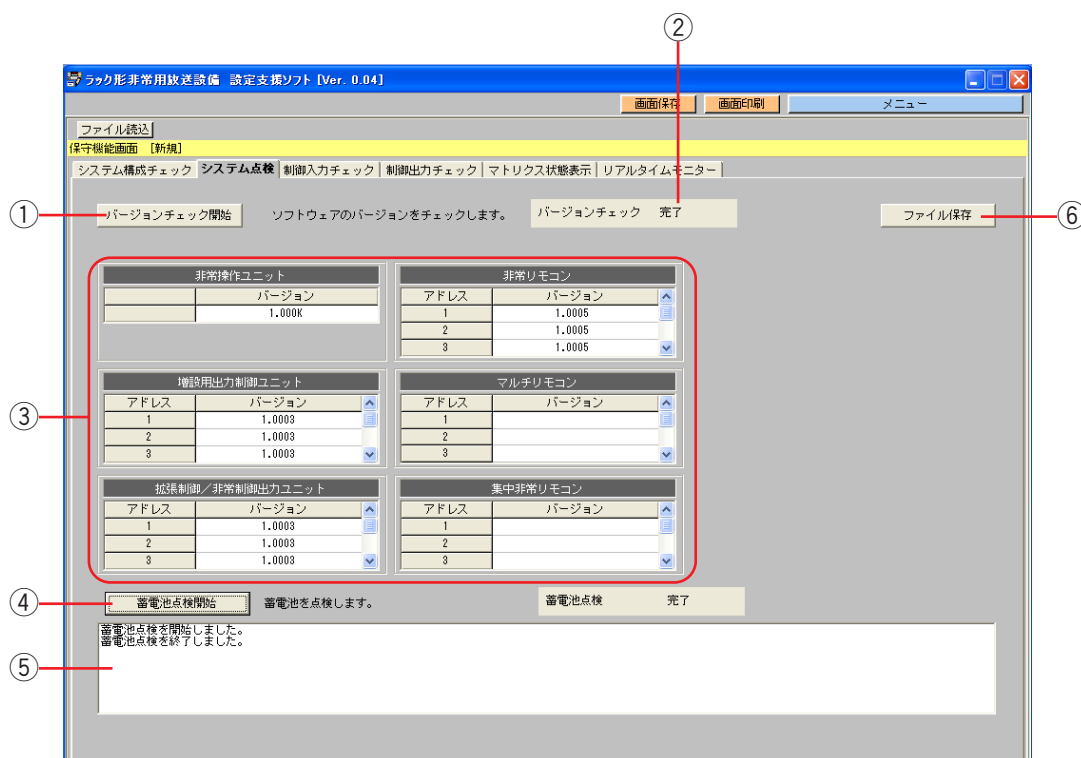 ②
ラック形非常用放送設備 設定支援ソフト [Ver. 0.04]
画面保存 画面印刷 メニュー
ファイル読込
保守機能画面 [新規]
システム構成チェック システム点検 制御入力チェック 制御出力チェック マトリクス状態表示 リアルタイムモニター
① バージョンチェック開始 ソフトウェアのバージョンをチェックします。 バージョンチェック 完了 ファイル保存 ⑥
③
非常操作ユニット
バージョン
1.000K
非常リモコン
アドレス バージョン
1 1.0005
2 1.0005
3 1.0005
増設用出力制御ユニット
アドレス バージョン
1 1.0003
2 1.0003
3 1.0003
マルチリモコン
アドレス バージョン
1
2
3
拡張制御/非常制御出力ユニット
アドレス バージョン
1 1.0003
2 1.0003
3 1.0003
集中非常リモコン
アドレス バージョン
1
2
3
④ 蓄電池点検開始 蓄電池を点検します。 蓄電池点検 完了
⑤
蓄電池点検を開始しました。
蓄電池点検を終了しました。